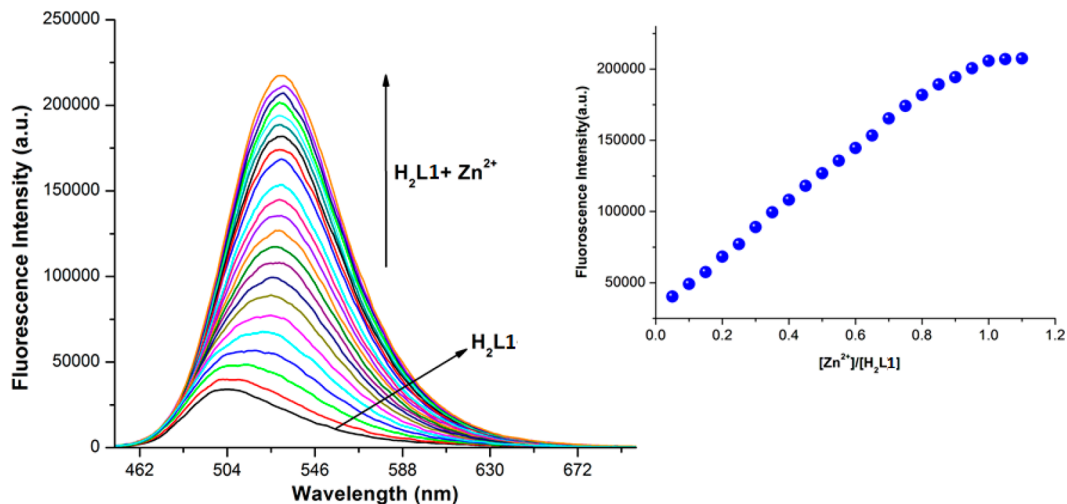 250000
200000
150000
100000
50000
0
Fluorescence Intensity (a.u.)
H₂L1+ Zn²⁺
H₂L1
462 504 546 588 630 672
Wavelength (nm)
200000
150000
100000
50000
Fluoroscence Intensity(a.u.)
0.0 0.2 0.4 0.6 0.8 1.0 1.2
[Zn²⁺]/[H₂L1]